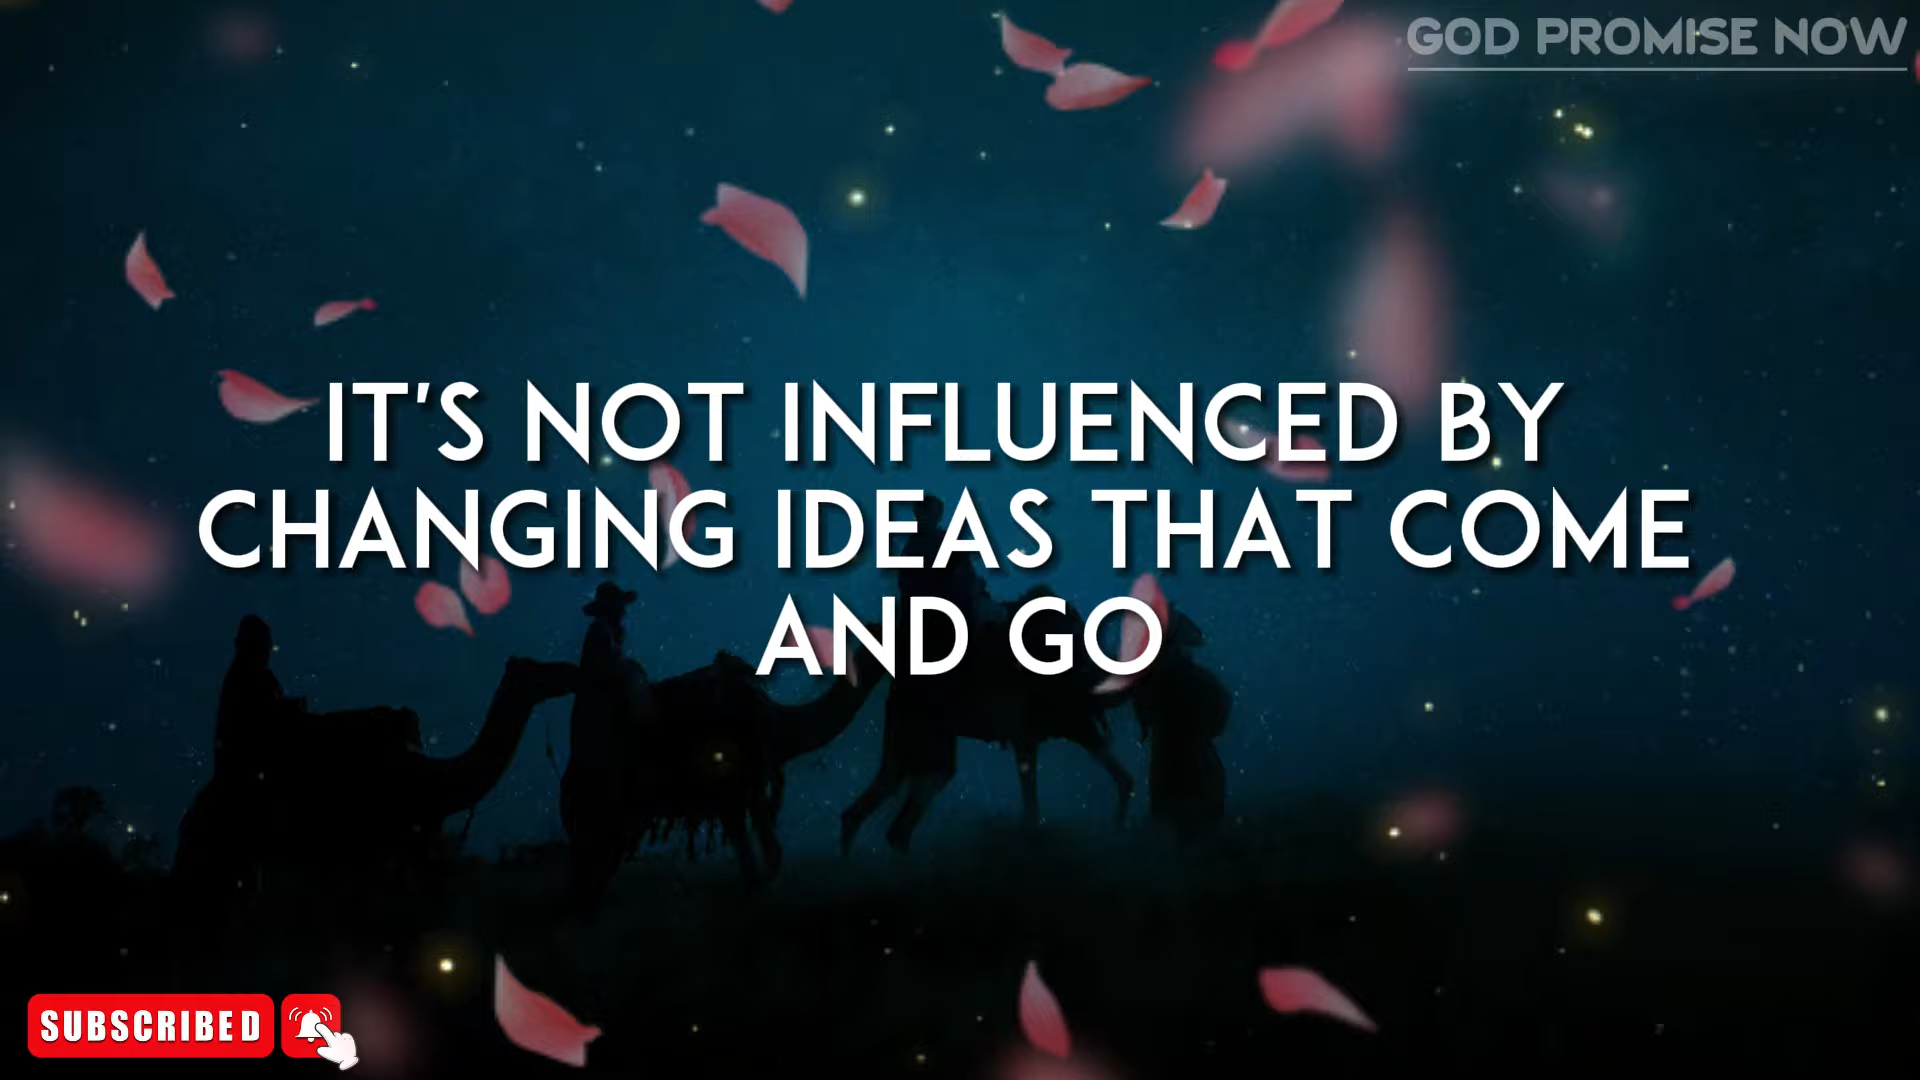 GOD PROMISE NOW
IT'S NOT INFLUENCED BY
CHANGING IDEAS THAT COME
AND GO
SUBSCRIBED